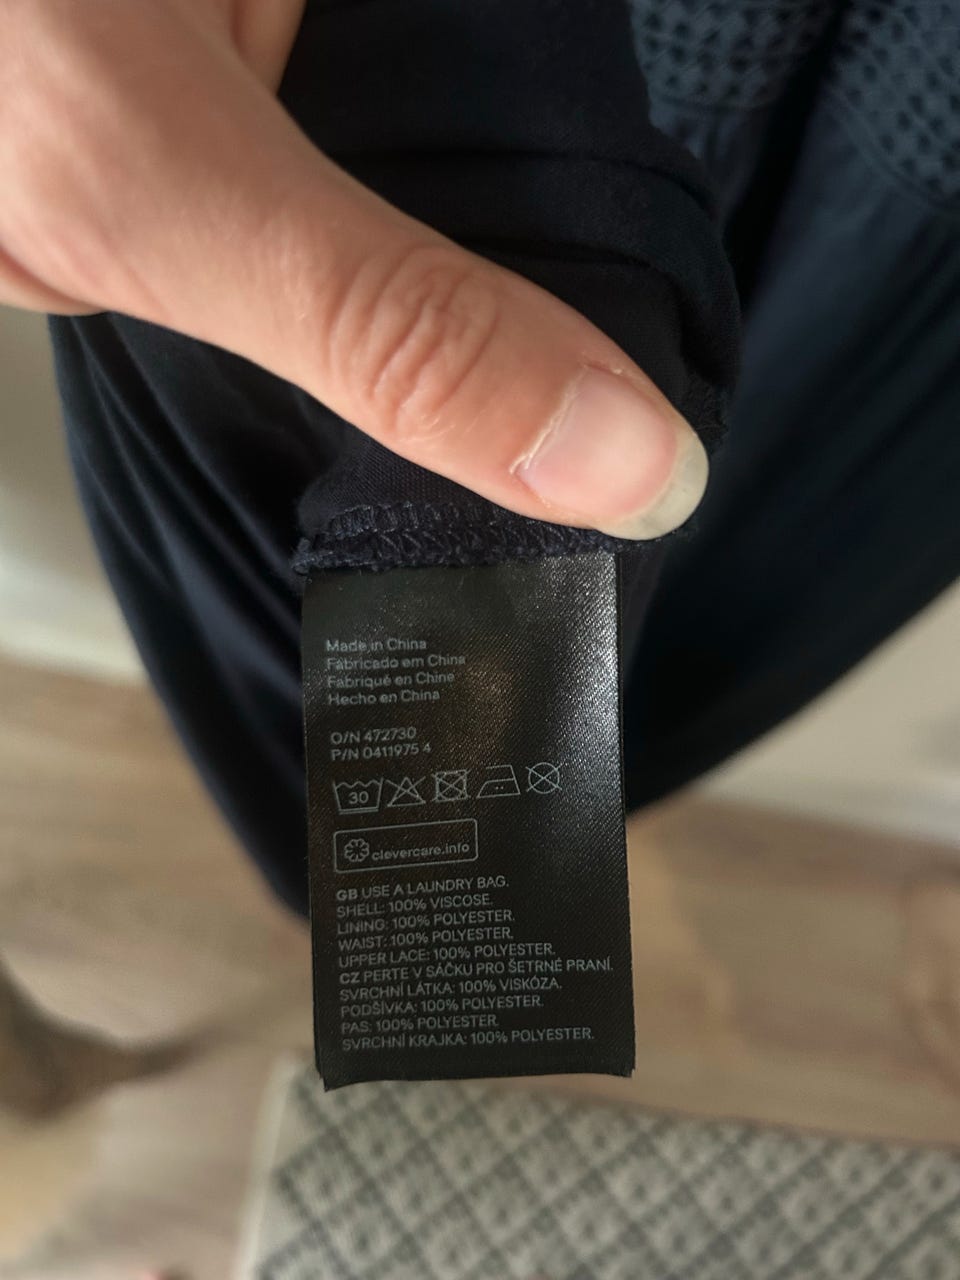 Made in China
Fabricado em China
Fabriqué en Chine
Hecho en China
O/N 472730
P/N 0411975 4
30
clevercare.info
GB USE A LAUNDRY BAG.
SHELL: 100% VISCOSE.
LINING: 100% POLYESTER.
WAIST: 100% POLYESTER.
UPPER LACE: 100% POLYESTER.
CZ PERTE V SÁČKU PRO ŠETRNÉ PRANÍ.
SVRCHNÍ LÁTKA: 100% VISKÓZA.
PODŠÍVKA: 100% POLYESTER.
PAS: 100% POLYESTER.
SVRCHNÍ KRAJKA: 100% POLYESTER.